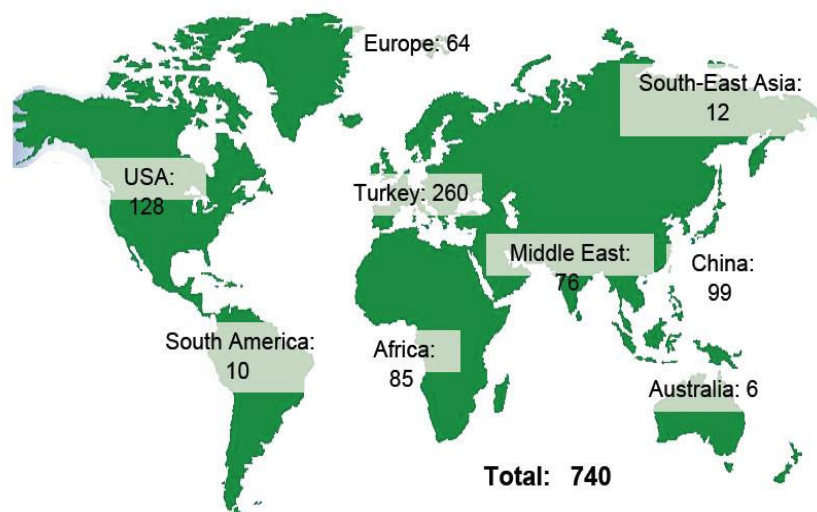 Europe: 64
South-East Asia:
12
USA:
128
Turkey: 260
Middle East:
76
China:
99
South America:
10
Africa:
85
Australia: 6
Total: 740